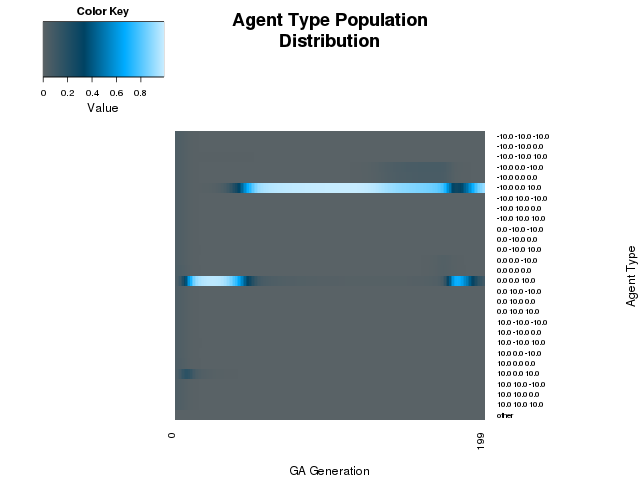 Color Key
0 0.2 0.4 0.6 0.8
Value
Agent Type Population
Distribution
-10.0 -10.0 -10.0
-10.0 -10.0 0.0
-10.0 -10.0 10.0
-10.0 0.0 -10.0
-10.0 0.0 0.0
-10.0 0.0 10.0
-10.0 10.0 -10.0
-10.0 10.0 0.0
-10.0 10.0 10.0
0.0 -10.0 -10.0
0.0 -10.0 0.0
0.0 -10.0 10.0
0.0 0.0 -10.0
0.0 0.0 0.0
0.0 0.0 10.0
0.0 10.0 -10.0
0.0 10.0 0.0
0.0 10.0 10.0
10.0 -10.0 -10.0
10.0 -10.0 0.0
10.0 -10.0 10.0
10.0 0.0 -10.0
10.0 0.0 0.0
10.0 0.0 10.0
10.0 10.0 -10.0
10.0 10.0 0.0
10.0 10.0 10.0
other
Agent Type
0 199
GA Generation